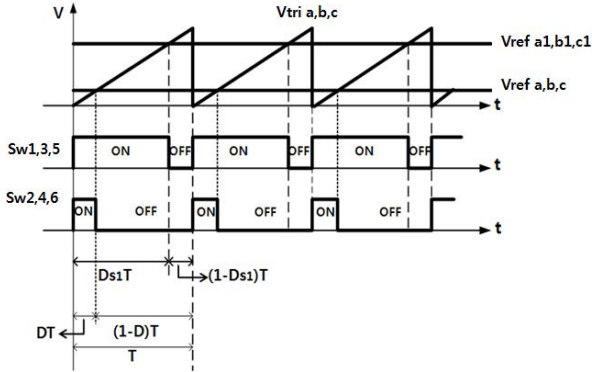 V
Vtri a,b,c
Vref a1,b1,c1
Vref a,b,c
t
Sw1,3,5
ON
OFF
ON
OFF
ON
OFF
t
Sw2,4,6
ON
OFF
ON
OFF
ON
OFF
t
Ds1T
(1-Ds1)T
DT
(1-D)T
T